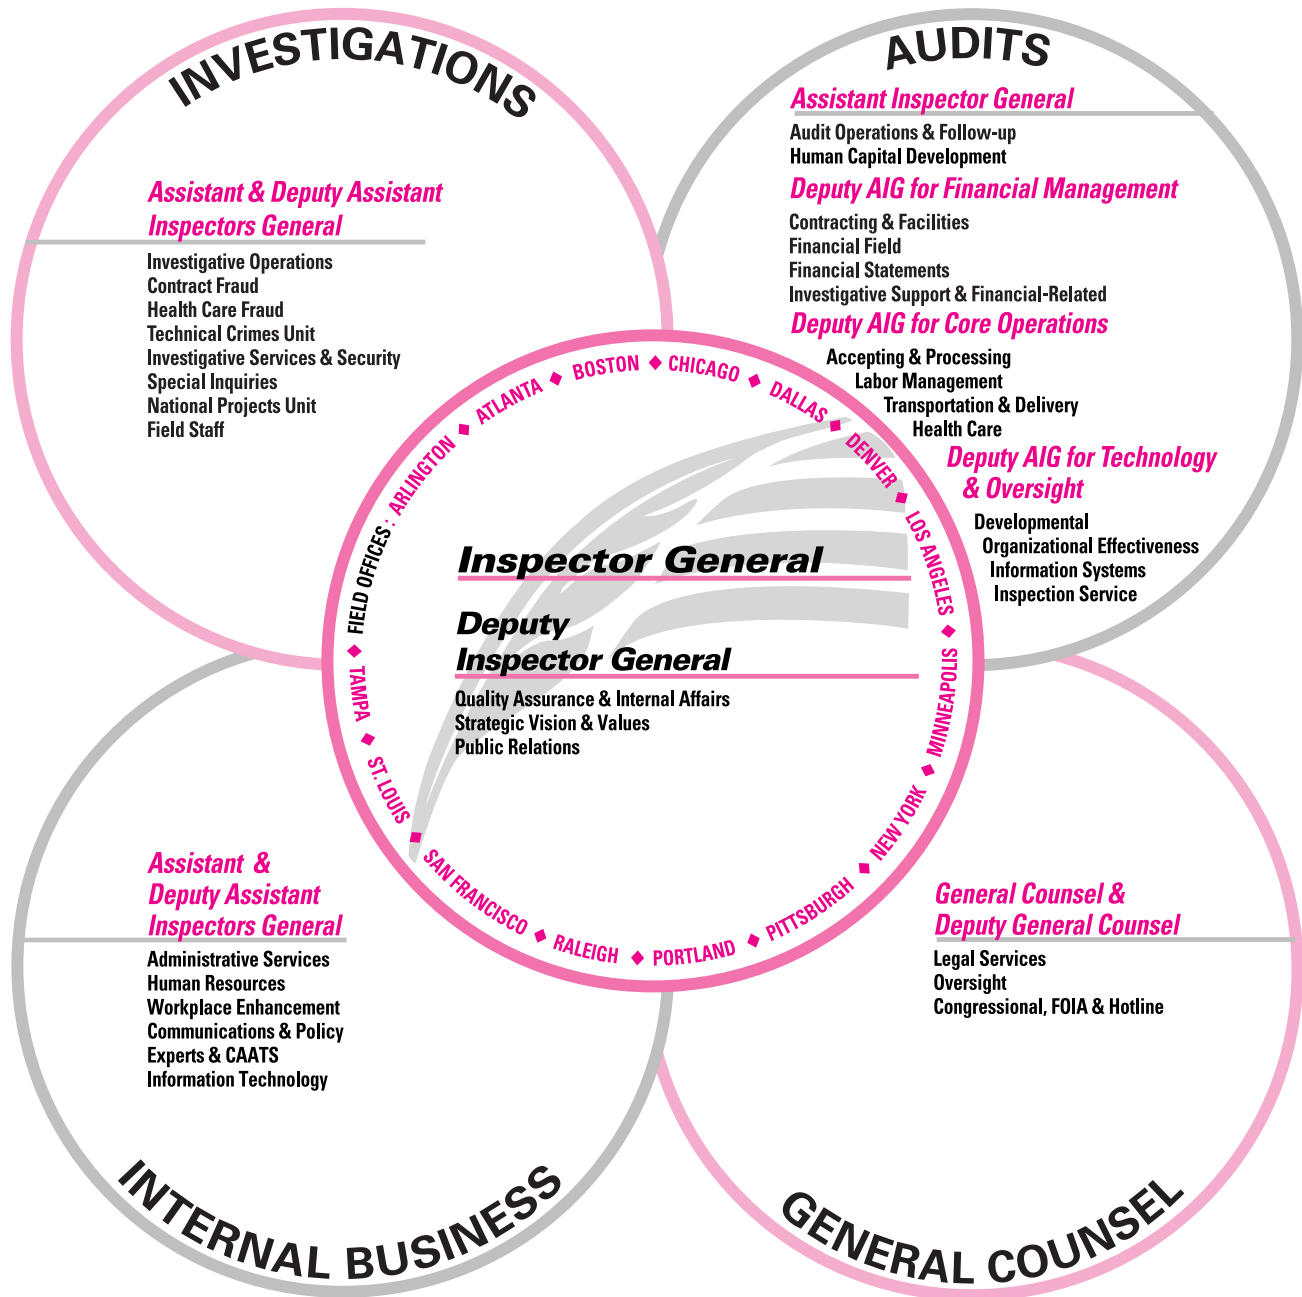 INVESTIGATIONS
Assistant & Deputy Assistant
Inspectors General
Investigative Operations
Contract Fraud
Health Care Fraud
Technical Crimes Unit
Investigative Services & Security
Special Inquiries
National Projects Unit
Field Staff
AUDITS
Assistant Inspector General
Audit Operations & Follow-up
Human Capital Development
Deputy AIG for Financial Management
Contracting & Facilities
Financial Field
Financial Statements
Investigative Support & Financial-Related
Deputy AIG for Core Operations
Accepting & Processing
Labor Management
Transportation & Delivery
Health Care
Deputy AIG for Technology
& Oversight
Developmental
Organizational Effectiveness
Information Systems
Inspection Service
FIELD OFFICES: ARLINGTON ◆ ATLANTA ◆ BOSTON ◆ CHICAGO ◆ DALLAS ◆ DENVER ◆ LOS ANGELES ◆ MINNEAPOLIS ◆ NEW YORK ◆ PITTSBURGH ◆ PORTLAND ◆ RALEIGH ◆ SAN FRANCISCO ◆ ST. LOUIS ◆ TAMPA ◆
Inspector General
Deputy
Inspector General
Quality Assurance & Internal Affairs
Strategic Vision & Values
Public Relations
Assistant &
Deputy Assistant
Inspectors General
Administrative Services
Human Resources
Workplace Enhancement
Communications & Policy
Experts & CAATS
Information Technology
INTERNAL BUSINESS
General Counsel &
Deputy General Counsel
Legal Services
Oversight
Congressional, FOIA & Hotline
GENERAL COUNSEL